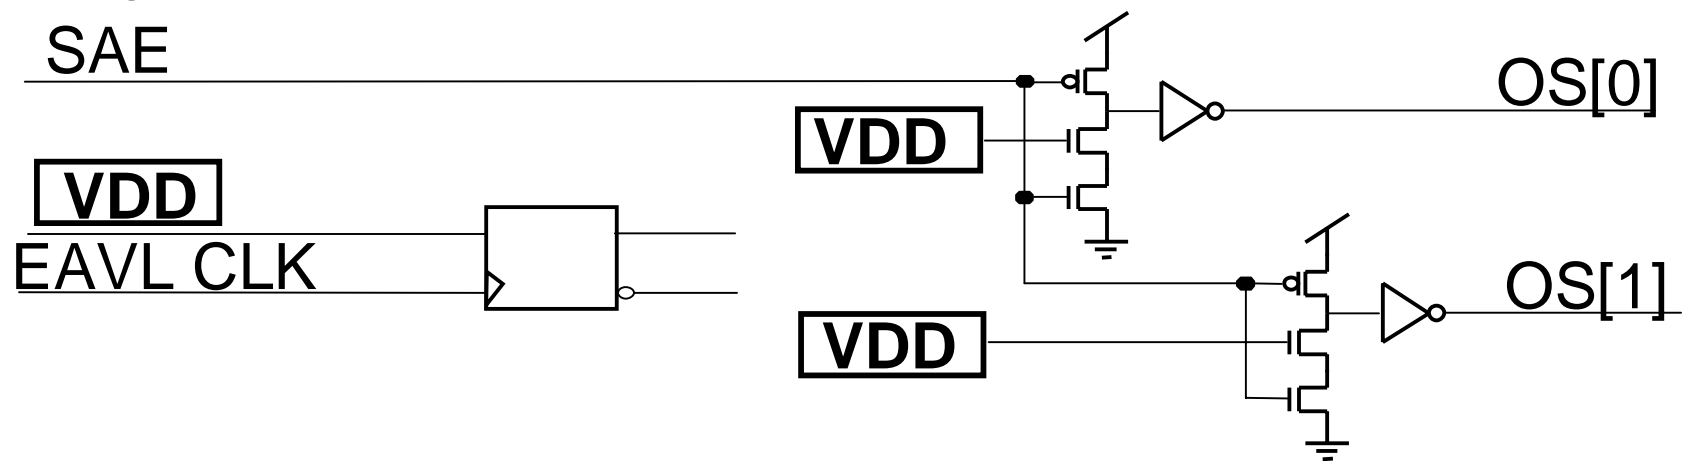 SAE
OS[0]
VDD
VDD
EAVL CLK
OS[1]
VDD